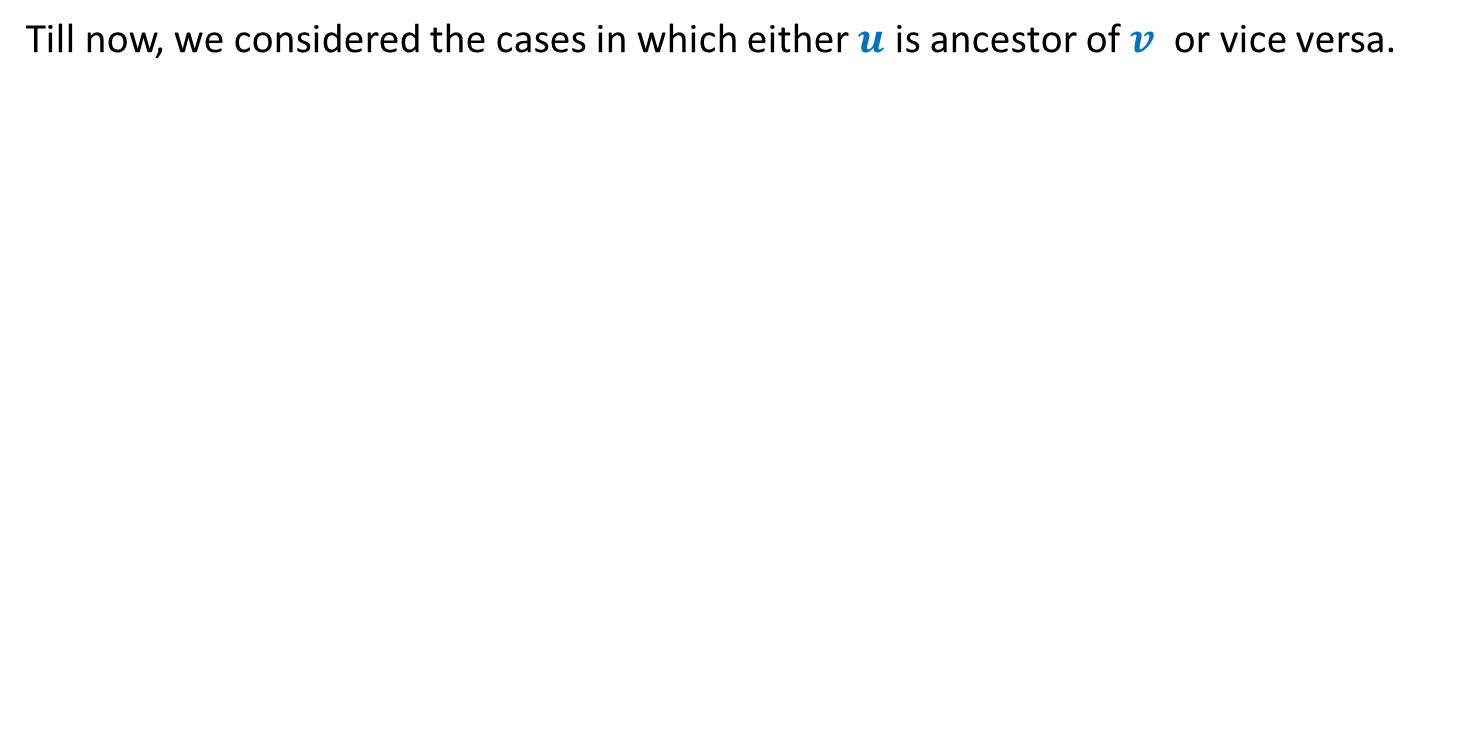 Till now, we considered the cases in which either u is ancestor of v or vice versa.